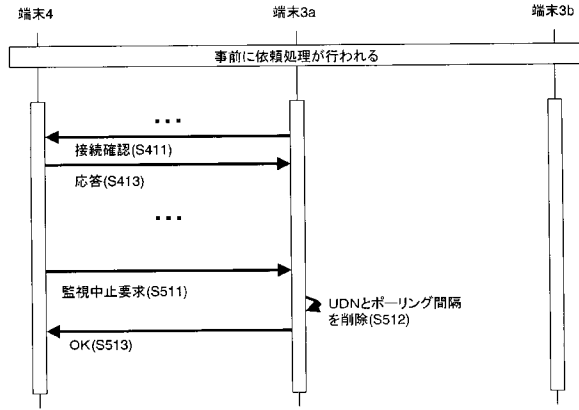 端末4
端末3a
端末3b
事前に依頼処理が行われる
...
接続確認(S411)
応答(S413)
...
監視中止要求(S511)
UDNとポーリング間隔
を削除(S512)
OK(S513)